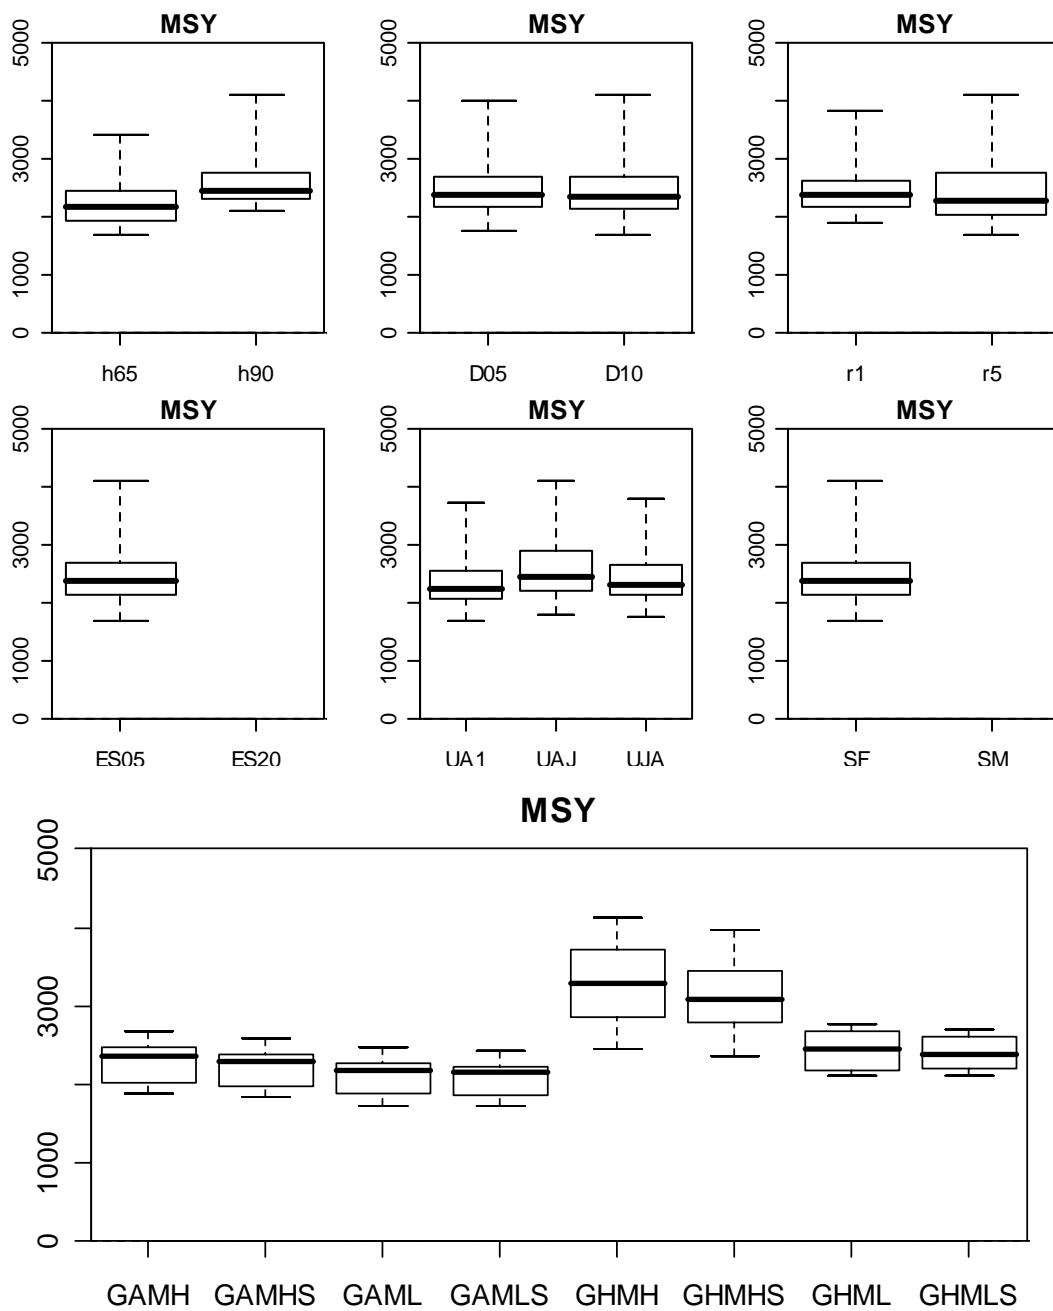 MSY MSY MSY
5000 5000 5000
3000 3000 3000
1000 1000 1000
0 0 0
h65 h90 D05 D10 r1 r5
MSY MSY MSY
5000 5000 5000
3000 3000 3000
1000 1000 1000
0 0 0
ES05 ES20 UA1 UAJ UJA SF SM
MSY
5000
3000
1000
0
GAMH GAMHS GAML GAMLS GHMH GHMHS GHML GHMLS